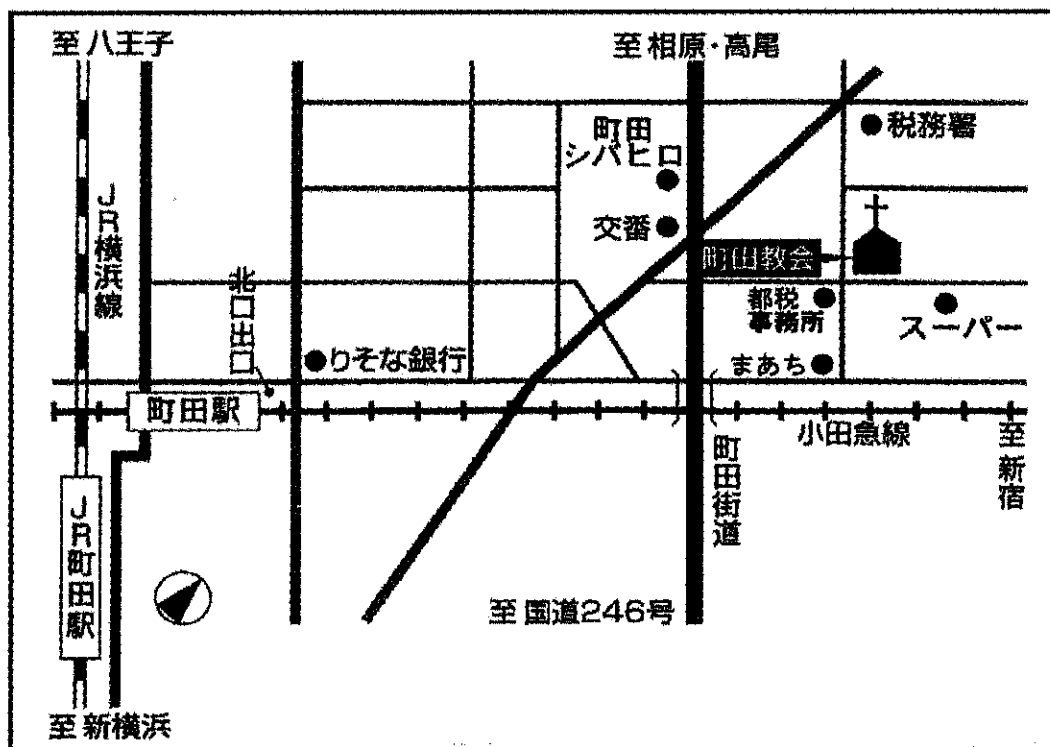 至 八王子
至 相原・高尾
税務署
町田
シバヒロ
JR横浜線
交番
町田教会
北口出口
都税
事務所
スーパー
りそな銀行
まあち
町田駅
小田急線
至 新宿
町田街道
JR町田駅
至 国道246号
至 新横浜